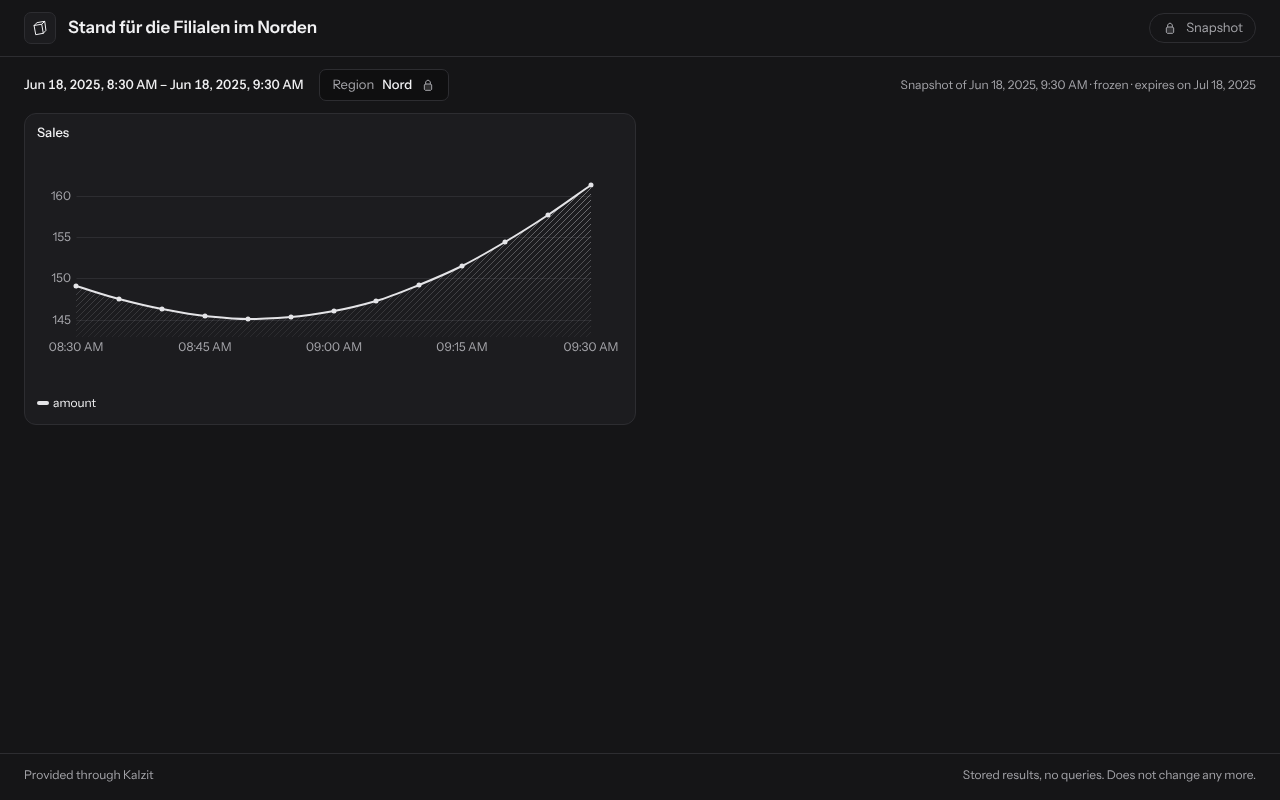 Stand für die Filialen im Norden
Snapshot
Jun 18, 2025, 8:30 AM – Jun 18, 2025, 9:30 AM
Region Nord
Snapshot of Jun 18, 2025, 9:30 AM · frozen · expires on Jul 18, 2025
Sales
160
155
150
145
08:30 AM
08:45 AM
09:00 AM
09:15 AM
09:30 AM
amount
Provided through Kalzit
Stored results, no queries. Does not change any more.